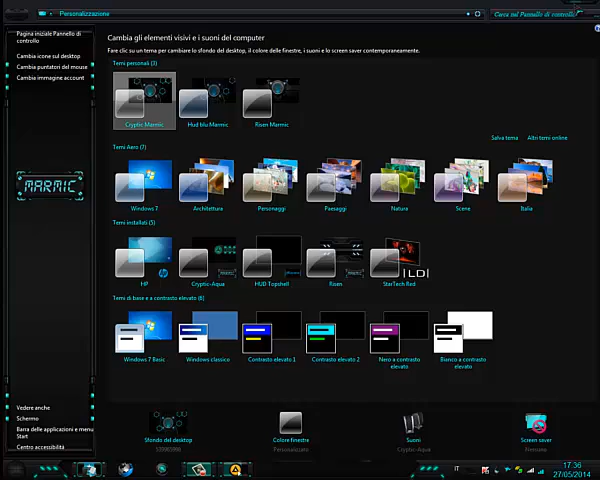 Personalizzazione
Cerca nel Pannello di controllo
Pagina iniziale Pannello di
controllo
Cambia icone sul desktop
Cambia puntatori del mouse
Cambia immagine account
MARMIC
Vedere anche
Schermo
Barra delle applicazioni e menu
Start
Centro accessibilità
Cambia gli elementi visivi e i suoni del computer
Fare clic su un tema per cambiare lo sfondo del desktop, il colore delle finestre, i suoni e lo screen saver contemporaneamente.
Temi personali (3)
Cryptic Marmic
Hud blu Marmic
Risen Marmic
Salva tema
Altri temi online
Temi Aero (7)
Windows 7
Architettura
Personaggi
Paesaggi
Natura
Scene
Italia
Temi installati (5)
HP
Cryptic-Aqua
HUD Topshelf
Risen
StarTech Red
Temi di base e a contrasto elevato (6)
Windows 7 Basic
Windows classico
Contrasto elevato 1
Contrasto elevato 2
Nero a contrasto
elevato
Bianco a contrasto
elevato
Sfondo del desktop
Colore finestre
Personalizzato
Suoni
Cryptic-Aqua
Screen saver
Nessuno
IT
17.36
27/05/2014